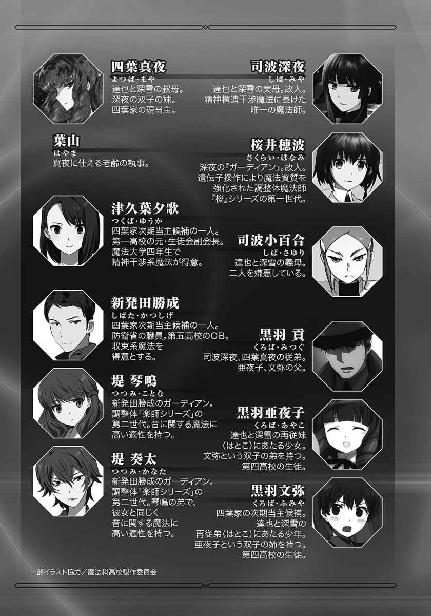 四葉真夜
よつば・まや
達也と深雪の叔母。
深夜の双子の妹。
四葉家の現当主。
葉山
はやま
真夜に仕える老齢の執事。
津久葉夕歌
つくば・ゆうか
四葉家次期当主候補の一人。
第一高校の元・生徒会副会長。
魔法大学四年生で
精神干渉系魔法が得意。
新発田勝成
しばた・かつしげ
四葉家次期当主候補の一人。
防衛省の職員。第五高校のOB。
収束系魔法を
得意とする。
堤 琴鳴
つつみ・ことな
新発田勝成のガーディアン。
調整体「楽師シリーズ」の
第二世代。音に関する魔法に
高い適性を持つ。
堤 奏太
つつみ・かなた
新発田勝成のガーディアン。
調整体「楽師シリーズ」の
第二世代。琴鳴の弟で、
彼女と同じく
音に関する魔法に
高い適性を持つ。
司波深夜
しば・みや
達也と深雪の実母。故人。
精神構造干渉魔法に長けた
唯一の魔法師。
桜井穂波
さくらい・ほなみ
深夜の『ガーディアン』。故人。
遺伝子操作により魔法資質を
強化された調整体魔法師
『桜』シリーズの第一世代。
司波小百合
しば・さゆり
達也と深雪の義母。
二人を嫌悪している。
黒羽 貢
くろば・みつぐ
司波深夜、四葉真夜の従弟。
亜夜子、文弥の父。
黒羽亜夜子
くろば・あやこ
達也と深雪の再従妹
(はとこ)にあたる少女。
文弥という双子の弟を持つ。
第四高校の生徒。
黒羽文弥
くろば・ふみや
四葉家の次期当主候補。
達也と深雪の
再従弟(はとこ)にあたる少年。
亜夜子という双子の姉を持つ。
第四高校の生徒。
一部イラスト協力/魔法科高校製作委員会